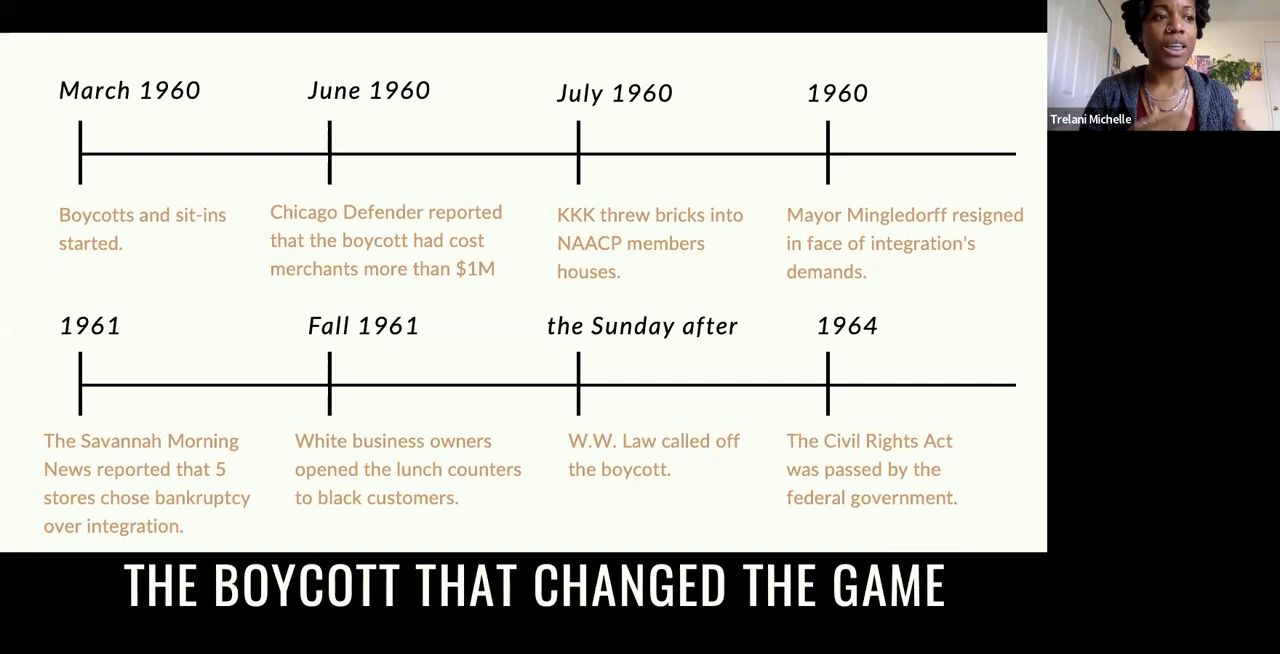 March 1960
June 1960
July 1960
1960
Boycotts and sit-ins
started.
Chicago Defender reported
that the boycott had cost
merchants more than $1M
KKK threw bricks into
NAACP members
houses.
Mayor Mingledorff resigned
in face of integration's
demands.
1961
Fall 1961
the Sunday after
1964
The Savannah Morning
News reported that 5
stores chose bankruptcy
over integration.
White business owners
opened the lunch counters
to black customers.
W.W. Law called off
the boycott.
The Civil Rights Act
was passed by the
federal government.
THE BOYCOTT THAT CHANGED THE GAME
Trelani Michelle